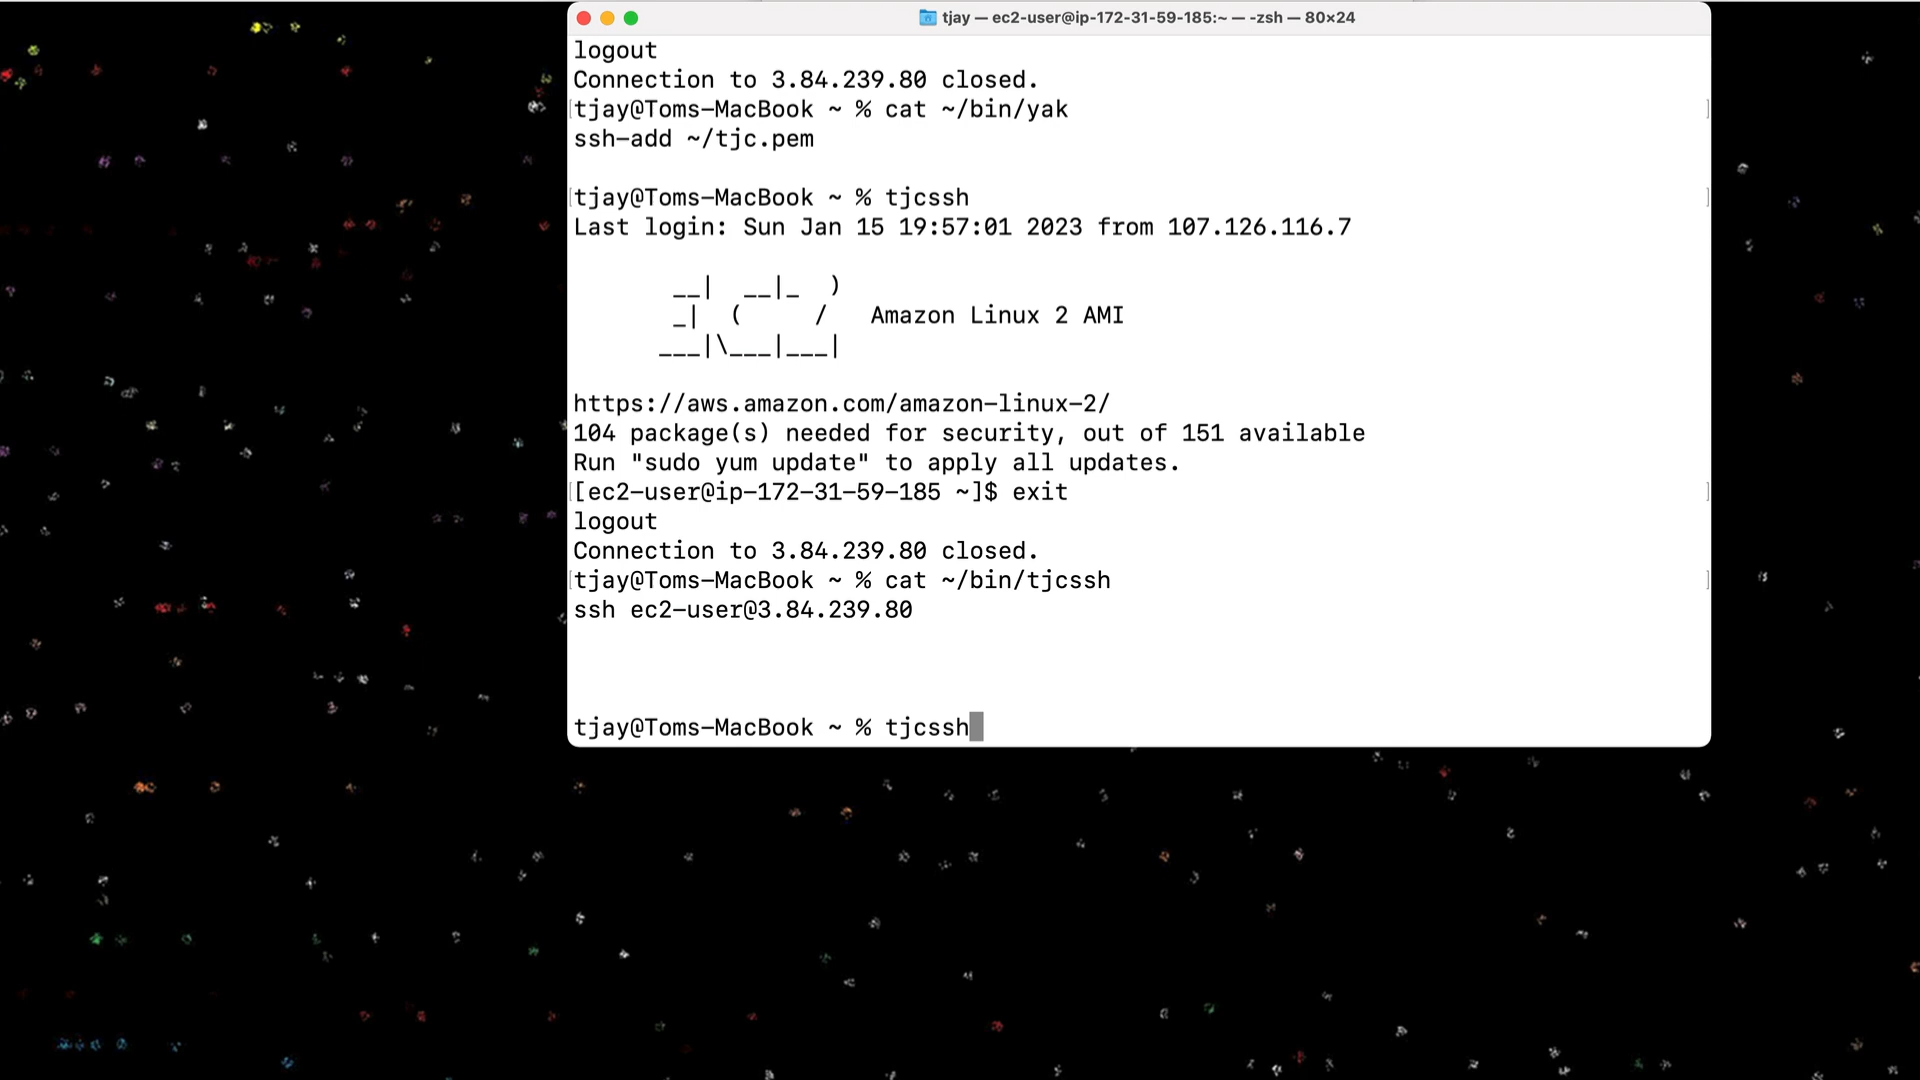 tjay — ec2-user@ip-172-31-59-185:~ — -zsh — 80×24
logout
Connection to 3.84.239.80 closed.
[tjay@Toms-MacBook ~ % cat ~/bin/yak ]
ssh-add ~/tjc.pem
[tjay@Toms-MacBook ~ % tjcssh ]
Last login: Sun Jan 15 19:57:01 2023 from 107.126.116.7
       __|  __|_  )
       _|  (     /   Amazon Linux 2 AMI
      ___|\___|___|
https://aws.amazon.com/amazon-linux-2/
104 package(s) needed for security, out of 151 available
Run "sudo yum update" to apply all updates.
[[ec2-user@ip-172-31-59-185 ~]$ exit ]
logout
Connection to 3.84.239.80 closed.
[tjay@Toms-MacBook ~ % cat ~/bin/tjcssh ]
ssh ec2-user@3.84.239.80
tjay@Toms-MacBook ~ % tjcssh